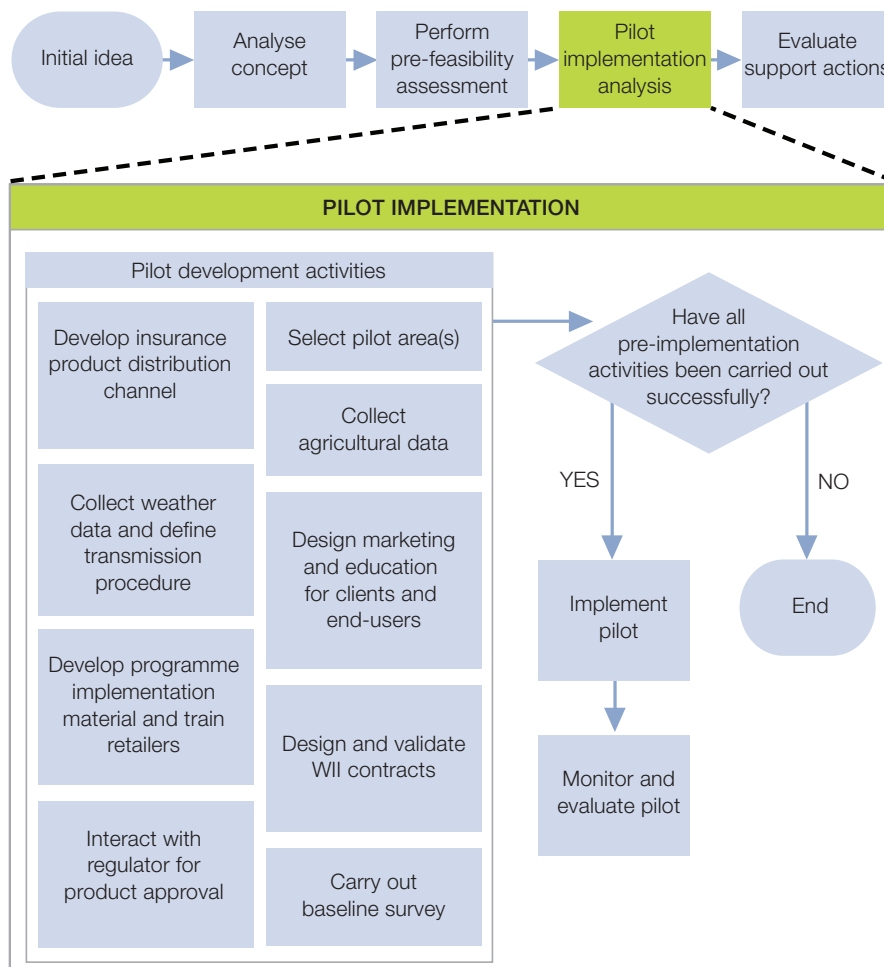 Initial idea
Analyse
concept
Perform
pre-feasibility
assessment
Pilot
implementation
analysis
Evaluate
support actions
PILOT IMPLEMENTATION
Pilot development activities
Develop insurance
product distribution
channel
Collect weather
data and define
transmission
procedure
Develop programme
implementation
material and train
retailers
Interact with
regulator for
product approval
Select pilot area(s)
Collect
agricultural data
Design marketing
and education
for clients and
end-users
Design and validate
WII contracts
Carry out
baseline survey
Have all
pre-implementation
activities been carried out
successfully?
YES
NO
Implement
pilot
End
Monitor and
evaluate pilot